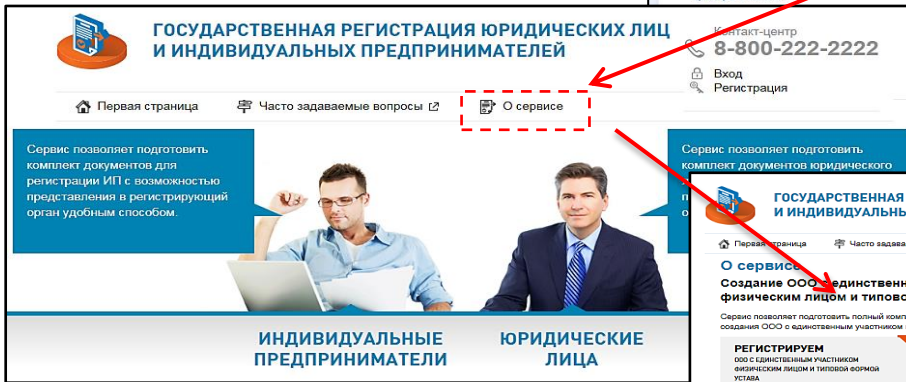 ГОСУДАРСТВЕННАЯ РЕГИСТРАЦИЯ ЮРИДИЧЕСКИХ ЛИЦ
И ИНДИВИДУАЛЬНЫХ ПРЕДПРИНИМАТЕЛЕЙ
Контакт-центр
8-800-222-2222
Вход
Регистрация
Первая страница
Часто задаваемые вопросы
О сервисе
Сервис позволяет подготовить
комплект документов для
регистрации ИП с возможностью
представления в регистрирующий
орган удобным способом.
Сервис позволяет подготовить
комплект документов юридического
ИНДИВИДУАЛЬНЫЕ
ПРЕДПРИНИМАТЕЛИ
ЮРИДИЧЕСКИЕ
ЛИЦА
ГОСУДАРСТВЕННАЯ
И ИНДИВИДУАЛЬНЫ
Первая страница
Часто задава
О сервисе
Создание ООО с единственн
физическим лицом и типово
Сервис позволяет подготовить полный комп
создания ООО с единственным участником
РЕГИСТРИРУЕМ
ООО С ЕДИНСТВЕННЫМ УЧАСТНИКОМ
ФИЗИЧЕСКИМ ЛИЦОМ И ТИПОВОЙ ФОРМОЙ
УСТАВА